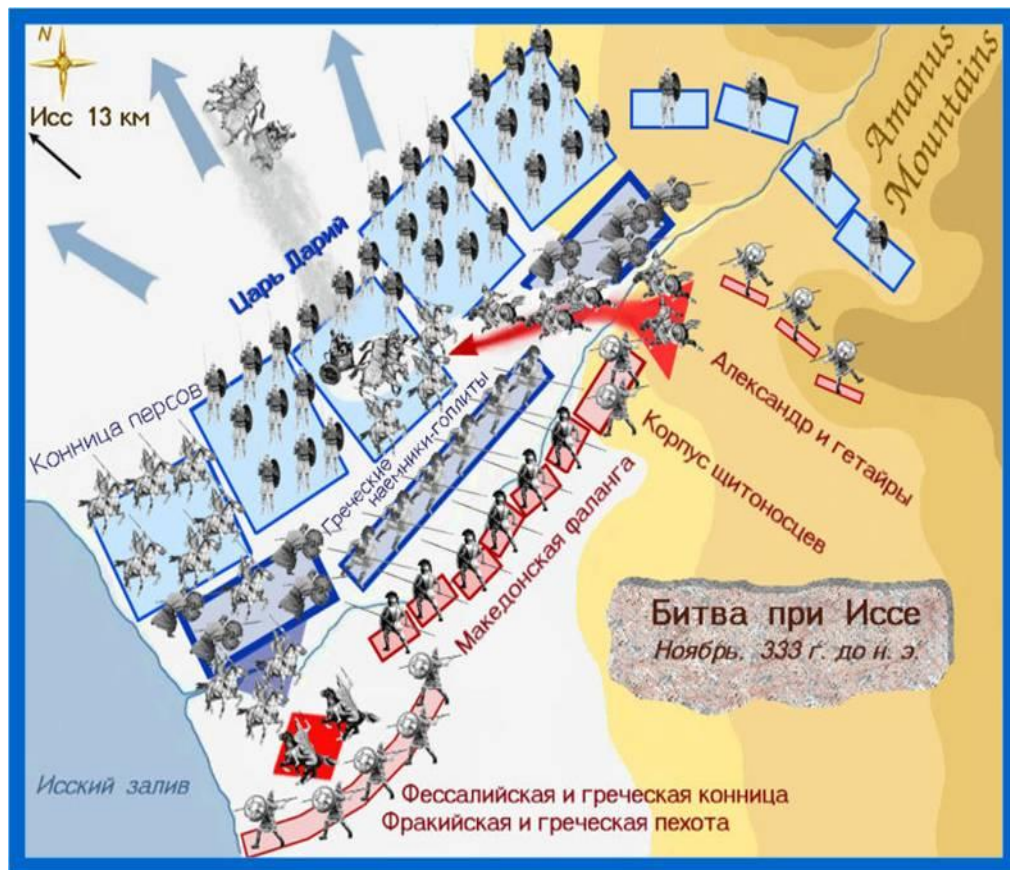 N
Исс 13 км
Amanus
Mountains
Царь Дарий
Конница персов
Греческие
наемники-гоплиты
Александр и гетайры
Корпус щитоносцев
Македонская фаланга
Битва при Иссе
Ноябрь. 333 г. до н. э.
Исский залив
Фессалийская и греческая конница
Фракийская и греческая пехота